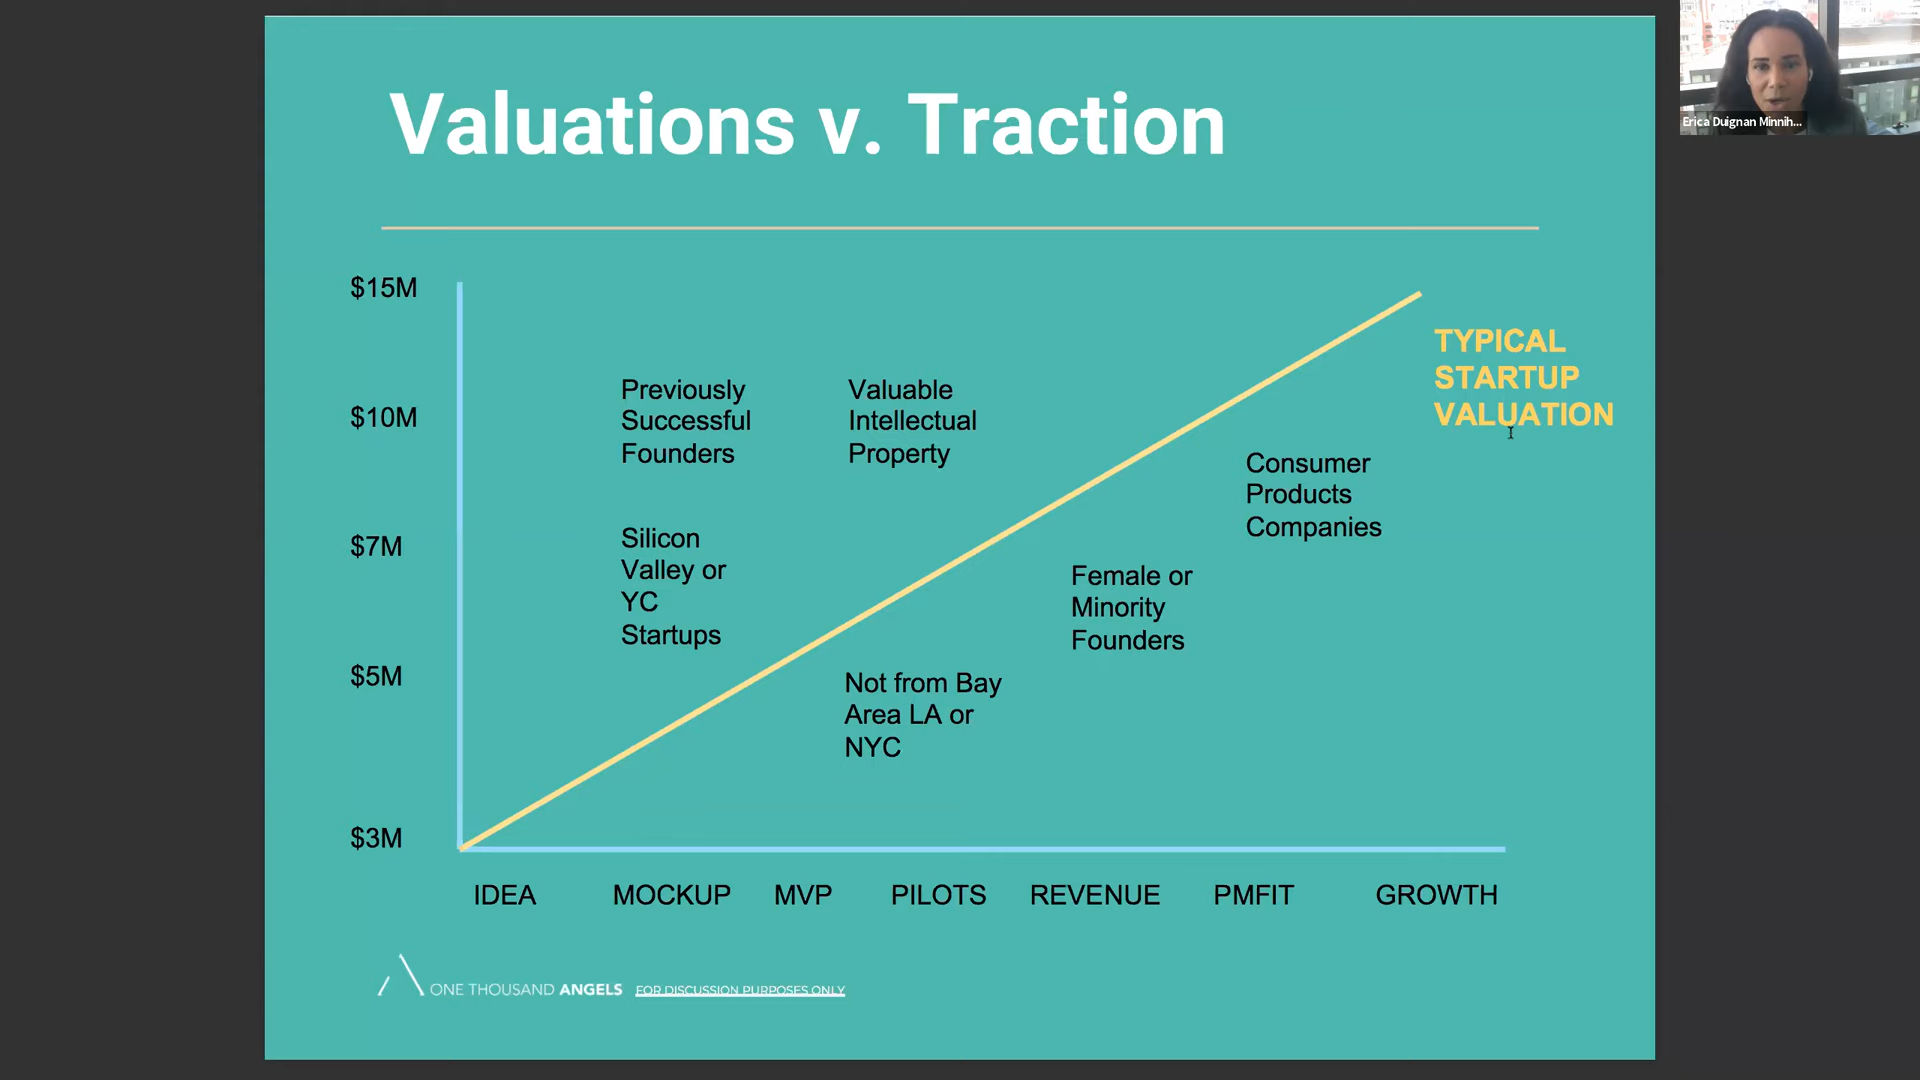 Valuations v. Traction
Erica Duignan Minnih...
$15M
$10M
$7M
$5M
$3M
Previously
Successful
Founders
Valuable
Intellectual
Property
TYPICAL
STARTUP
VALUATION
Silicon
Valley or
YC
Startups
Consumer
Products
Companies
Female or
Minority
Founders
Not from Bay
Area LA or
NYC
IDEA MOCKUP MVP PILOTS REVENUE PMFIT GROWTH
ONE THOUSAND ANGELS FOR DISCUSSION PURPOSES ONLY